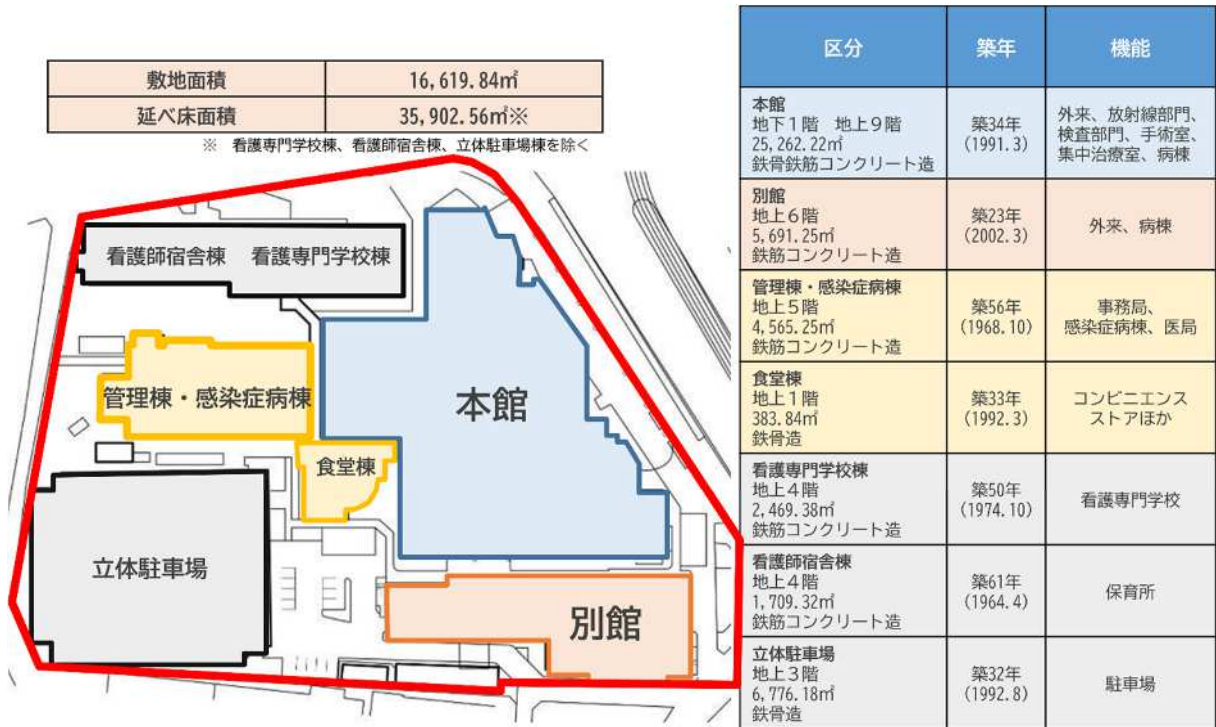 敷地面積 16,619.84㎡
延べ床面積 35,902.56㎡※
※ 看護専門学校棟、看護師宿舎棟、立体駐車場棟を除く
看護師宿舎棟 看護専門学校棟
管理棟・感染症病棟
本館
食堂棟
立体駐車場
別館
区分 築年 機能
本館
地下1階 地上9階
25,262.22㎡
鉄骨鉄筋コンクリート造
築34年
(1991.3)
外来、放射線部門、
検査部門、手術室、
集中治療室、病棟
別館
地上6階
5,691.25㎡
鉄筋コンクリート造
築23年
(2002.3)
外来、病棟
管理棟・感染症病棟
地上5階
4,565.25㎡
鉄筋コンクリート造
築56年
(1968.10)
事務局、
感染症病棟、医局
食堂棟
地上1階
383.84㎡
鉄骨造
築33年
(1992.3)
コンビニエンス
ストアほか
看護専門学校棟
地上4階
2,469.38㎡
鉄筋コンクリート造
築50年
(1974.10)
看護専門学校
看護師宿舎棟
地上4階
1,709.32㎡
鉄筋コンクリート造
築61年
(1964.4)
保育所
立体駐車場
地上3階
6,776.18㎡
鉄骨造
築32年
(1992.8)
駐車場